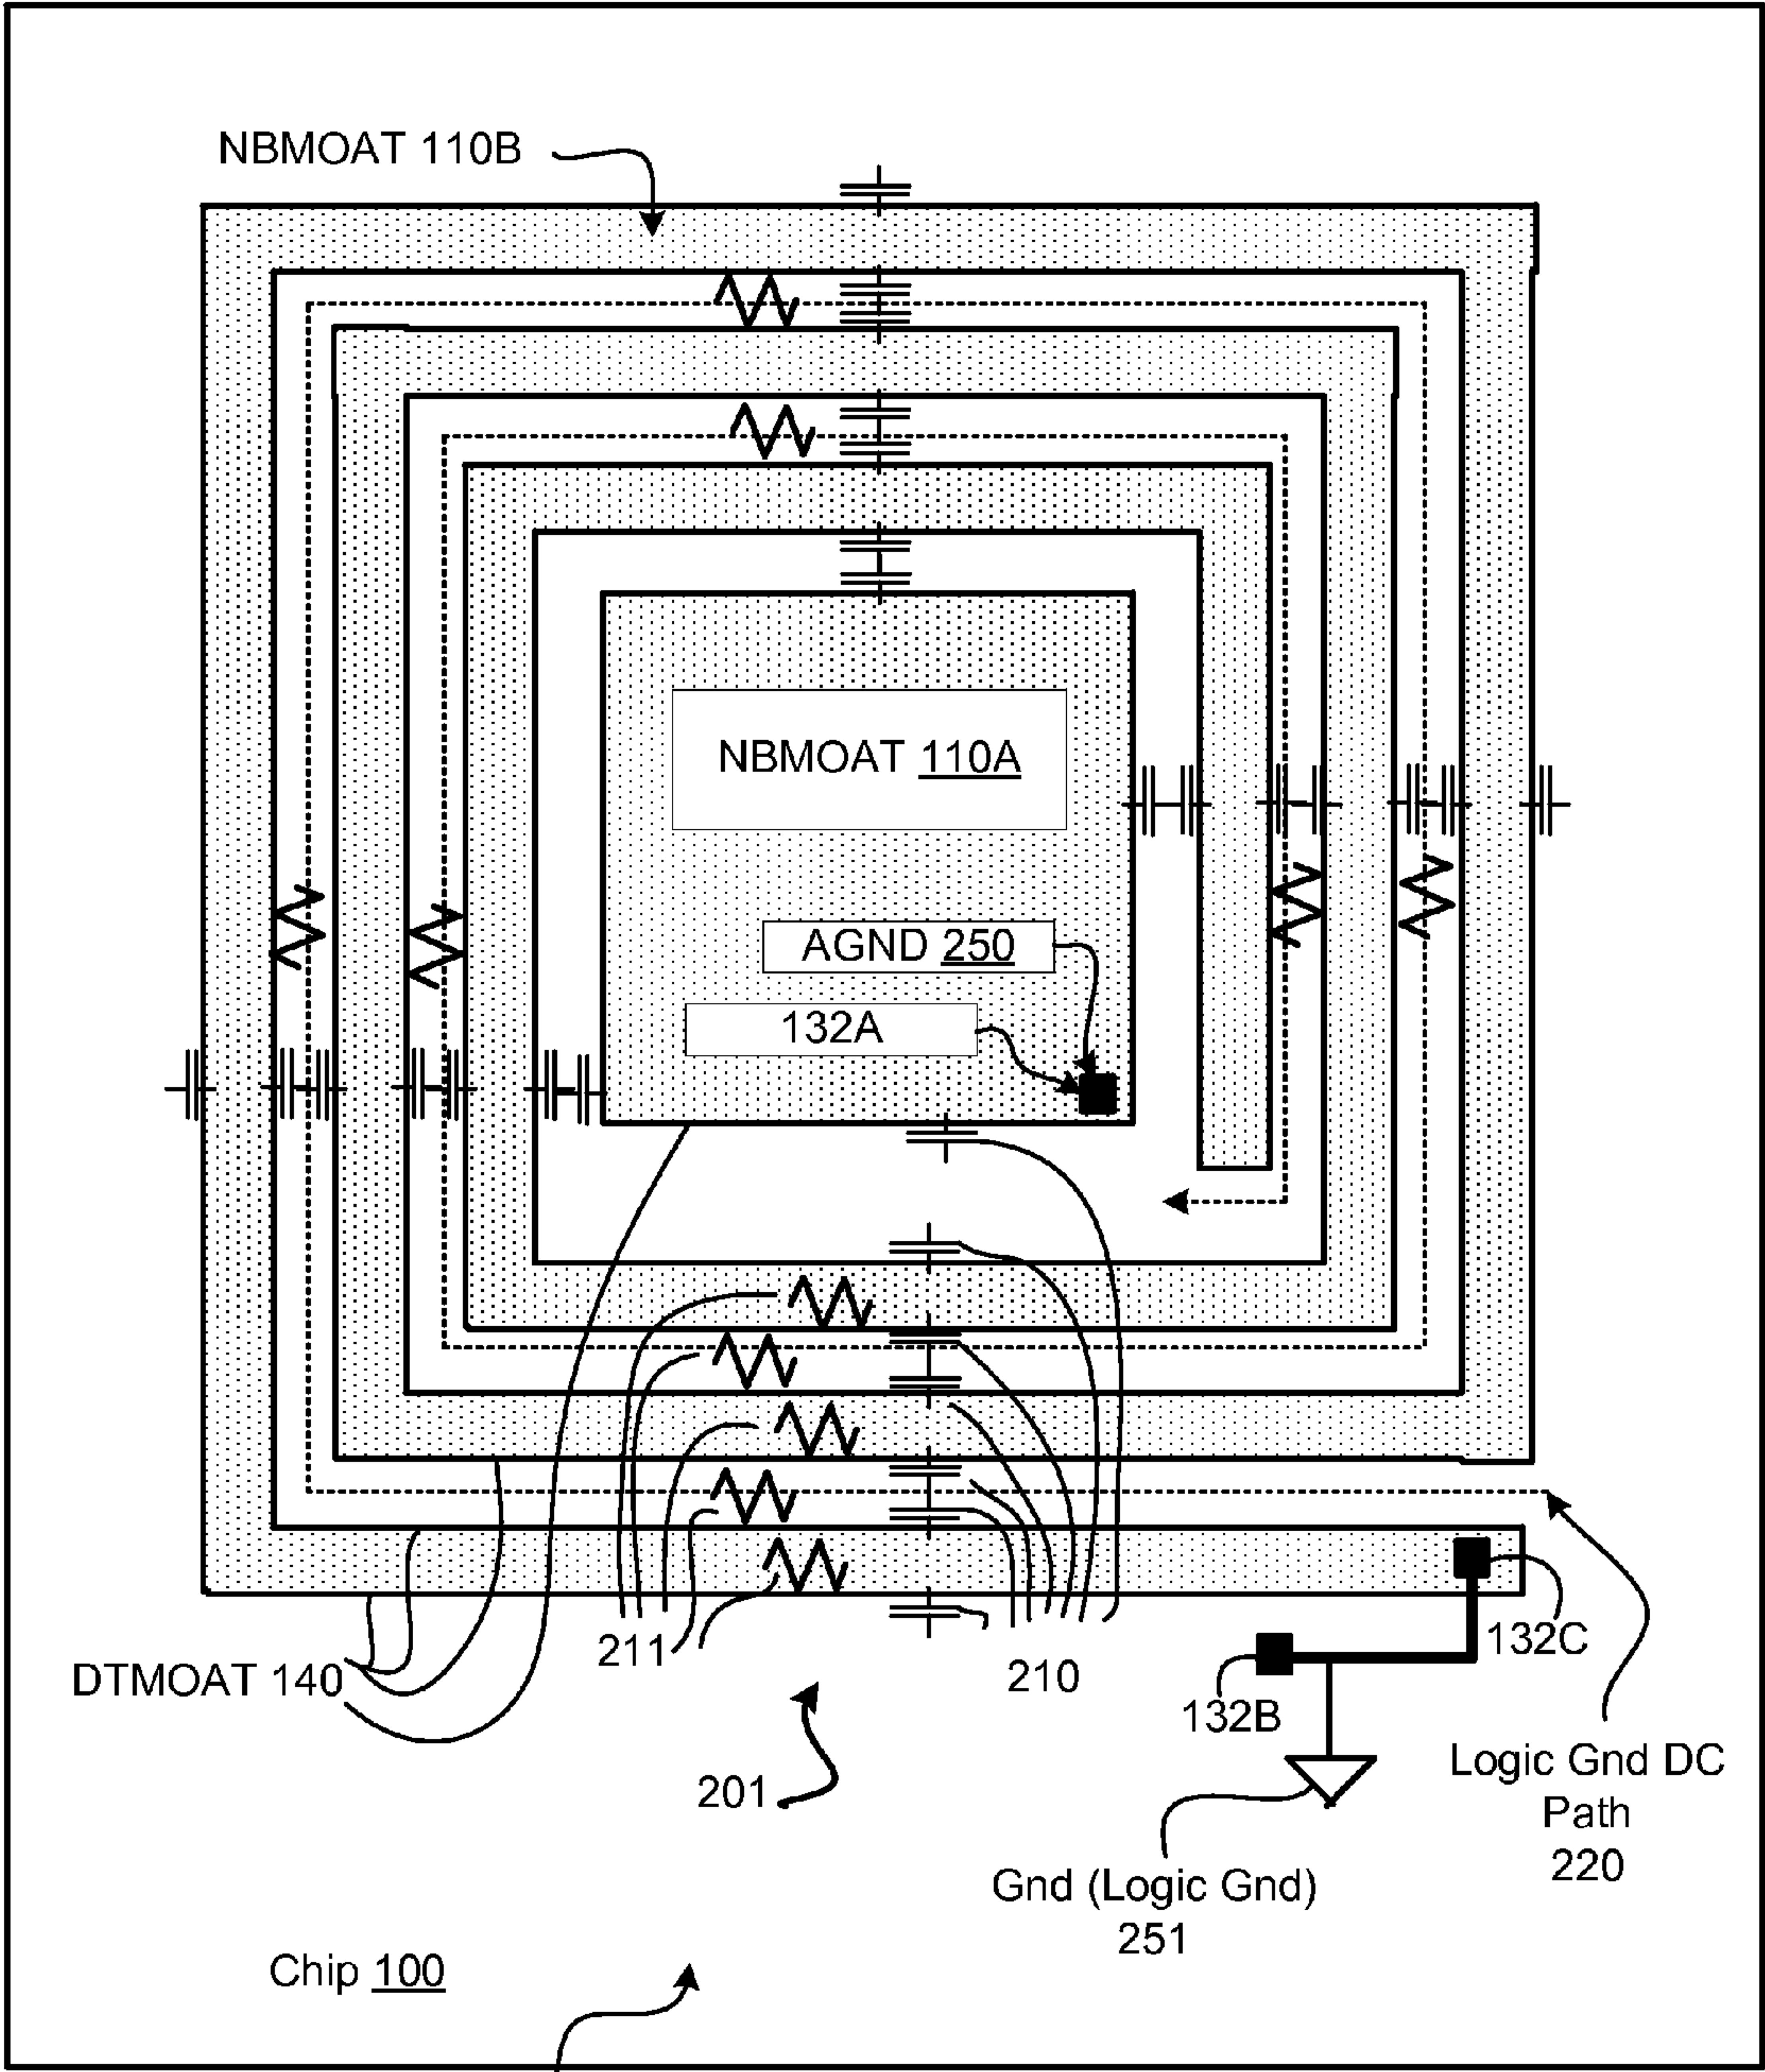 NBMOAT 110B
NBMOAT 110A
AGND 250
132A
211
210
132C
DTMOAT 140
132B
201
Logic Gnd DC
Path
220
Gnd (Logic Gnd)
251
Chip 100